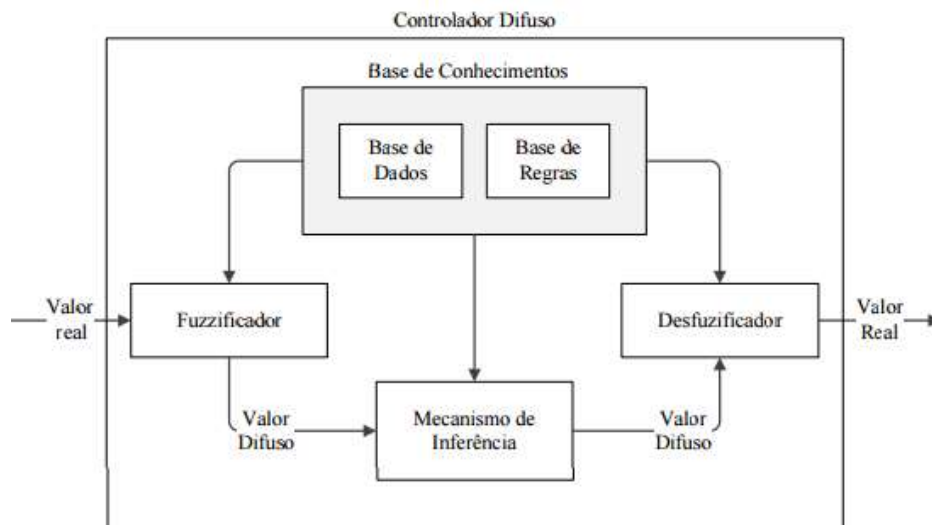 Controlador Difuso
Base de Conhecimentos
Base de
Dados
Base de
Regras
Valor
real
Fuzzificador
Desfuzificador
Valor
Real
Valor
Difuso
Mecanismo de
Inferência
Valor
Difuso